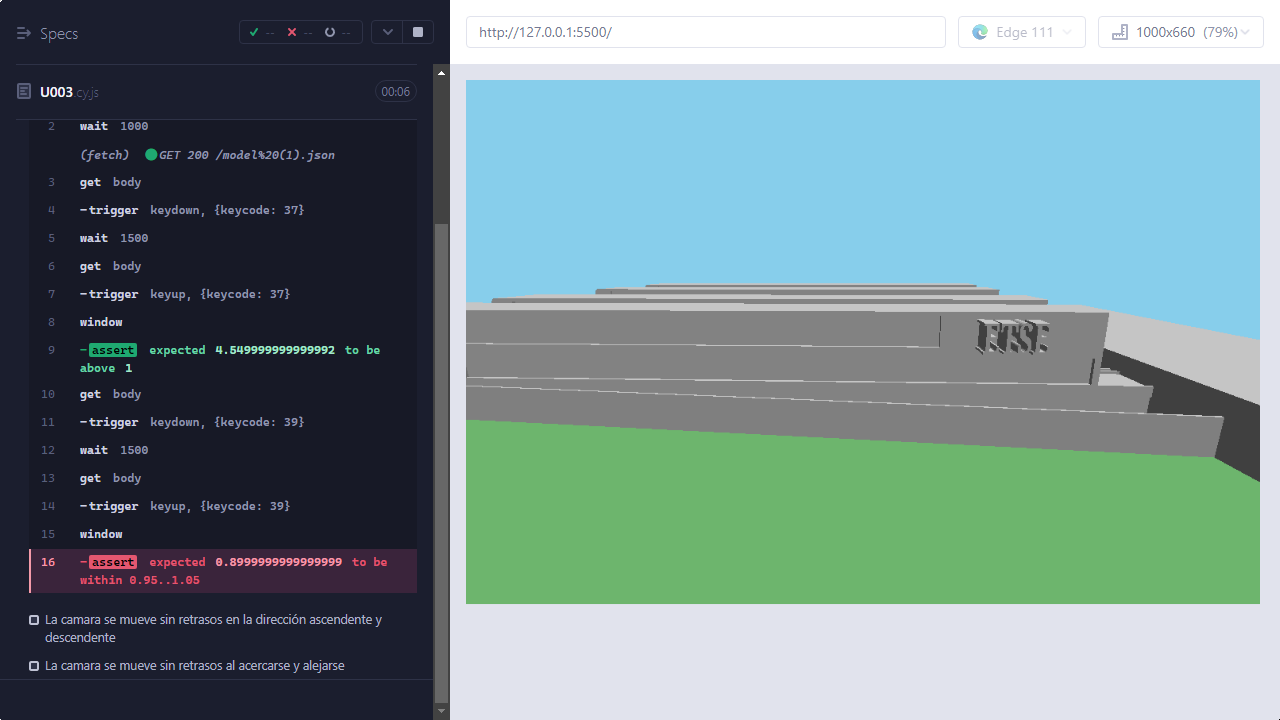 Specs
-- -- --
http://127.0.0.1:5500/
Edge 111
1000x660 (79%)
U003.cy.js
00:06
2 wait 1000
(fetch) GET 200 /model%20(1).json
3 get body
4 -trigger keydown, {keycode: 37}
5 wait 1500
6 get body
7 -trigger keyup, {keycode: 37}
8 window
9 -assert expected 4.549999999999992 to be
above 1
10 get body
11 -trigger keydown, {keycode: 39}
12 wait 1500
13 get body
14 -trigger keyup, {keycode: 39}
15 window
16 -assert expected 0.8999999999999999 to be
within 0.95..1.05
La camara se mueve sin retrasos en la dirección ascendente y
descendente
La camara se mueve sin retrasos al acercarse y alejarse
ETSE